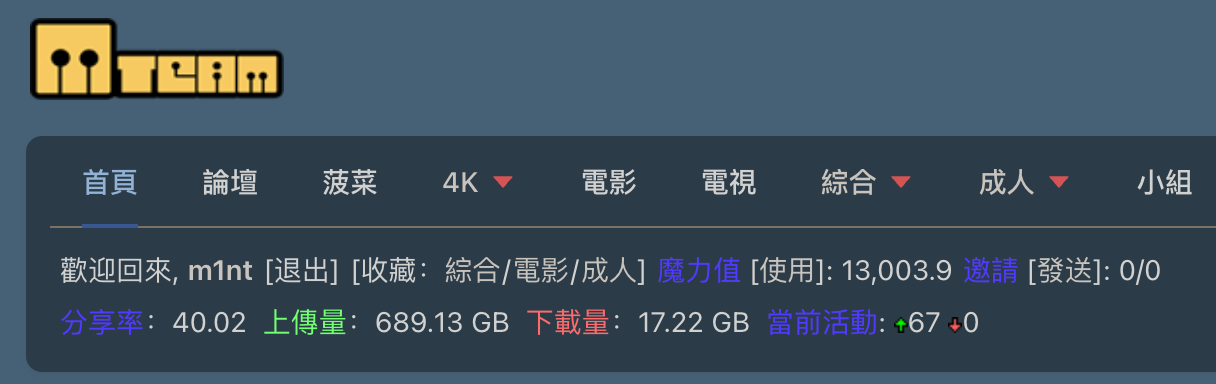 mTEAM
首頁 論壇 菠菜 4K 電影 電視 綜合 成人 小組
歡迎回來, m1nt [退出] [收藏：綜合/電影/成人] 魔力值 [使用]: 13,003.9 邀請 [發送]: 0/0
分享率：40.02 上傳量：689.13 GB 下載量：17.22 GB 當前活動: 67 0